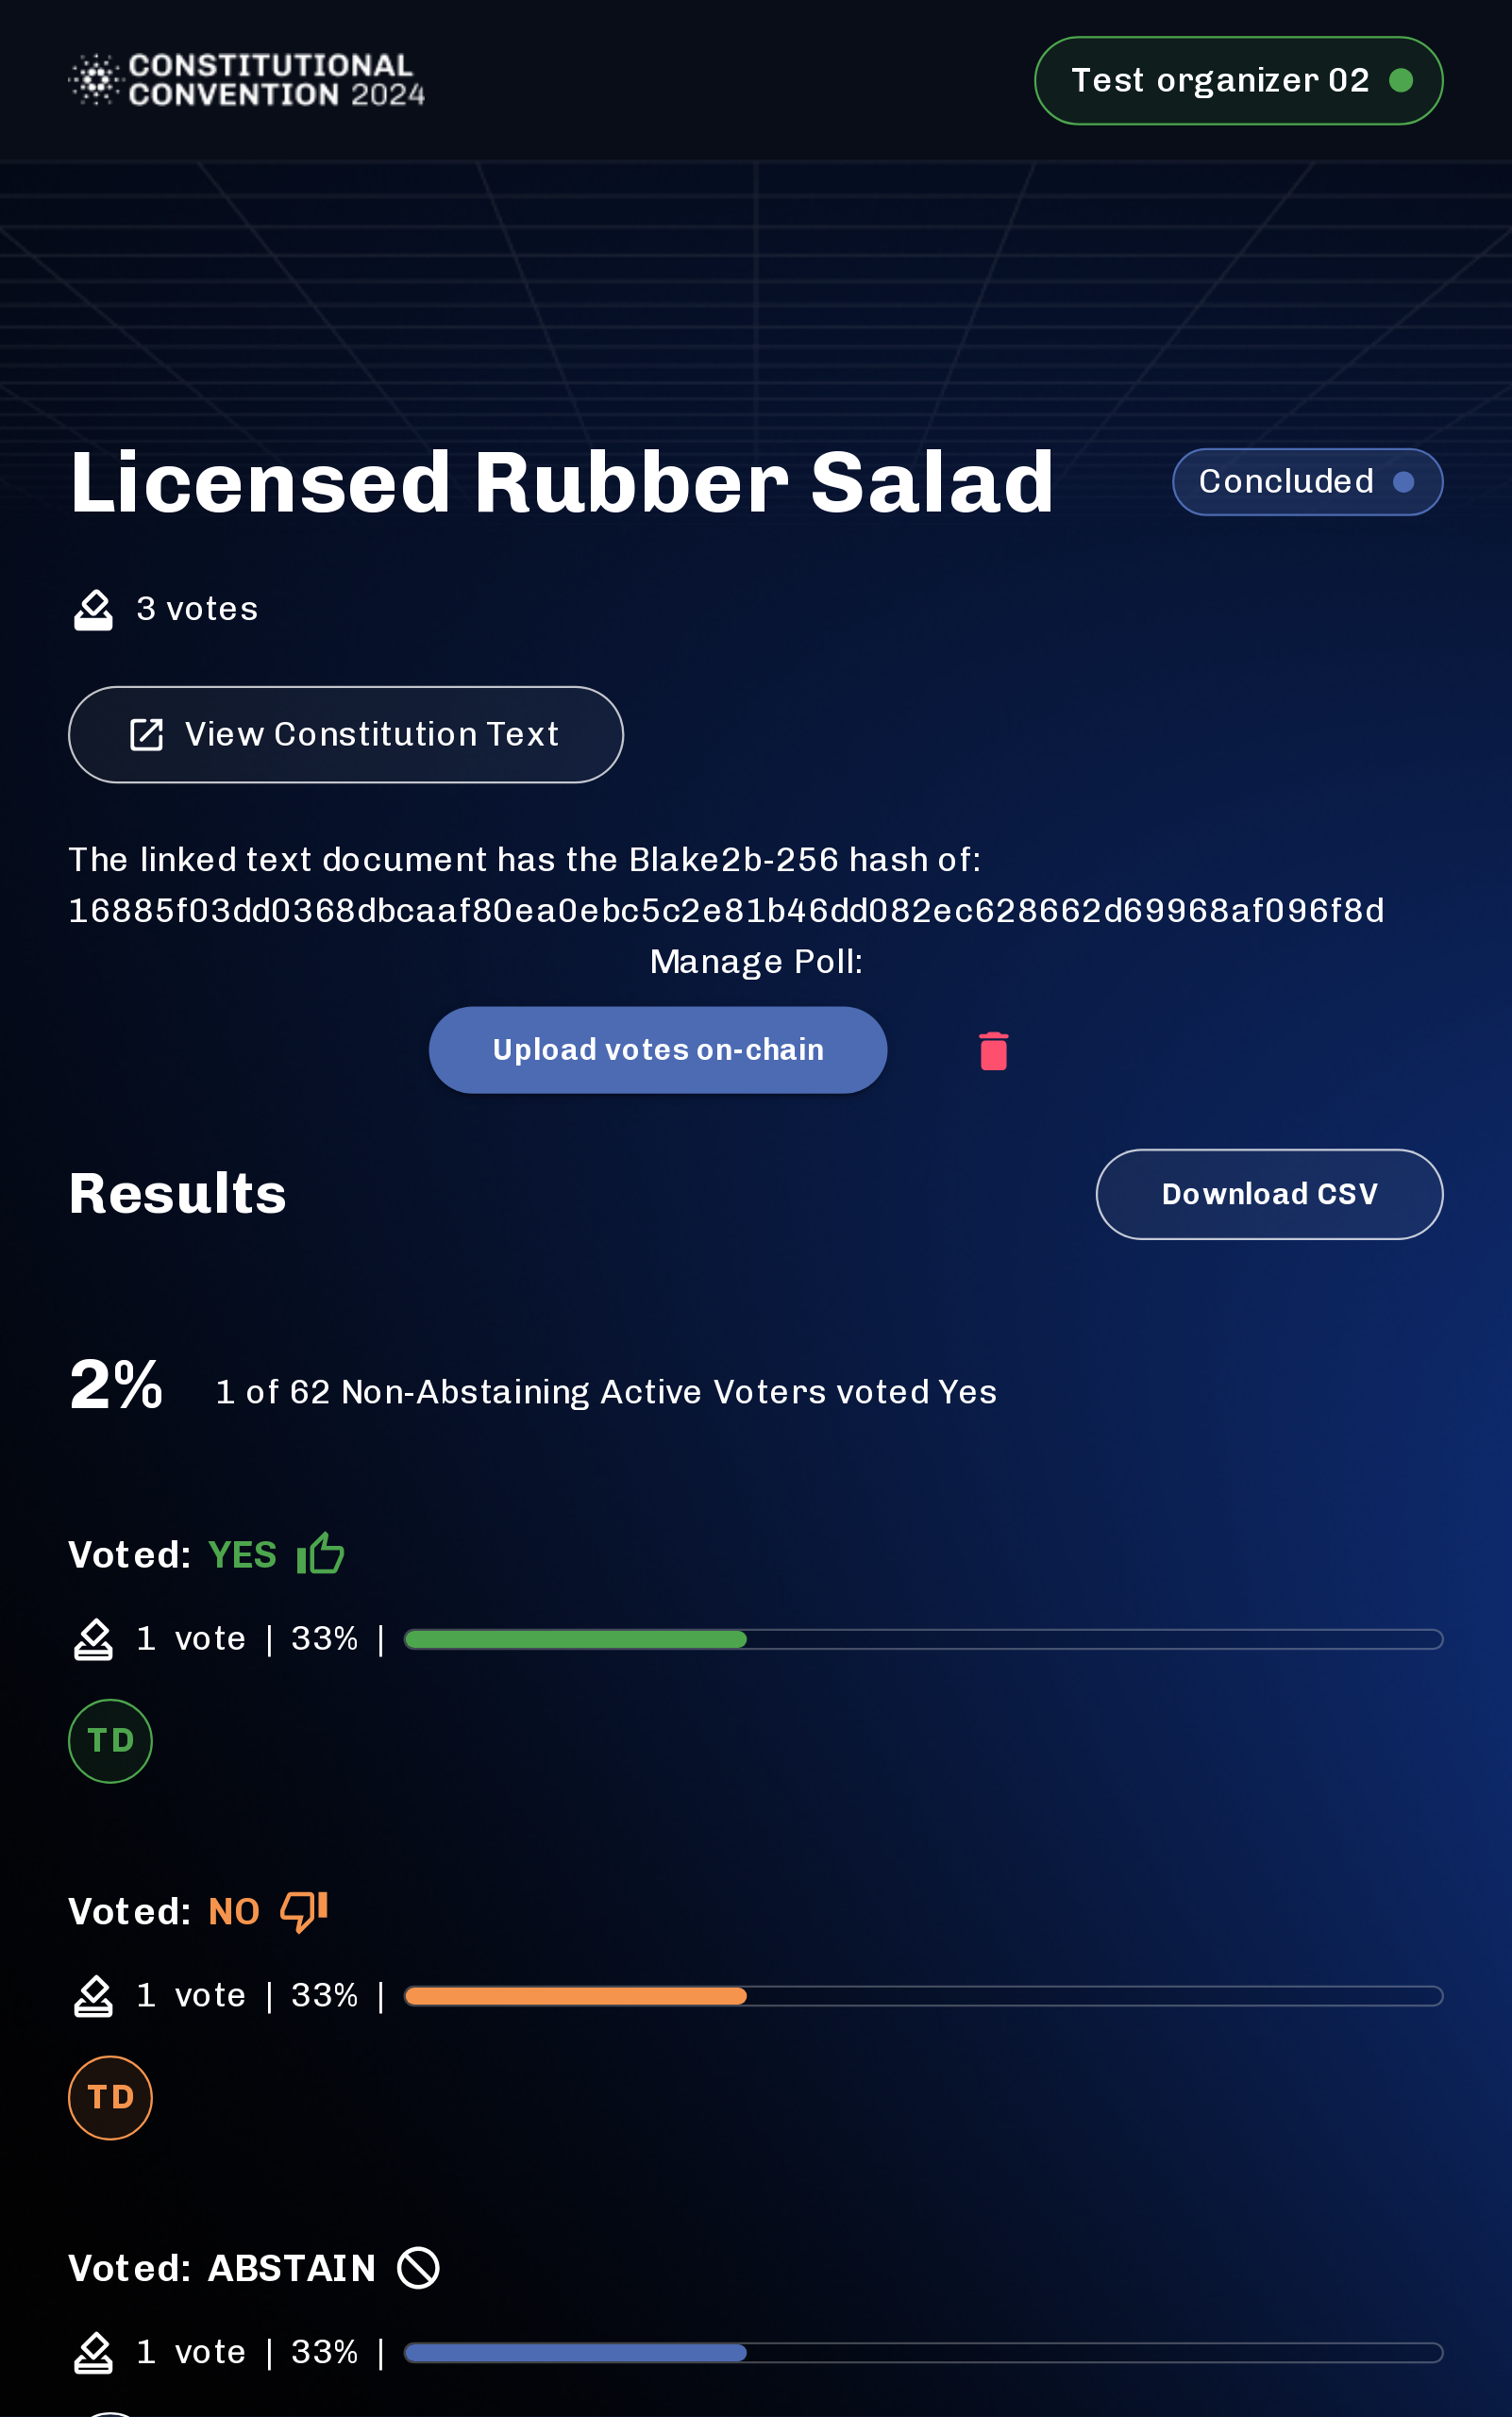 CONSTITUTIONAL
CONVENTION 2024
Test organizer 02
Licensed Rubber Salad
Concluded
3 votes
View Constitution Text
The linked text document has the Blake2b-256 hash of:
16885f03dd0368dbcaaf80ea0ebc5c2e81b46dd082ec628662d69968af096f8d
Manage Poll:
Upload votes on-chain
Results
Download CSV
2%
1 of 62 Non-Abstaining Active Voters voted Yes
Voted: YES
1 vote | 33% |
TD
Voted: NO
1 vote | 33% |
TD
Voted: ABSTAIN
1 vote | 33% |